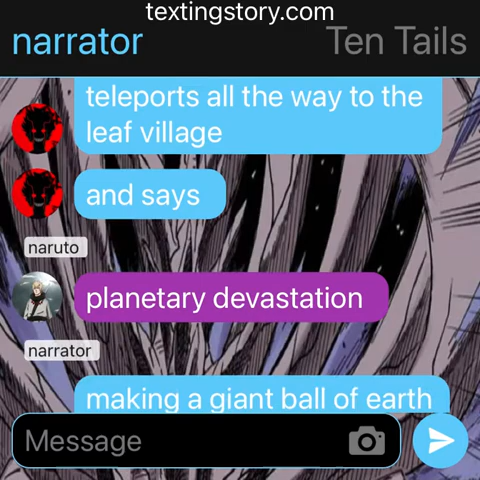 textingstory.com
narrator Ten Tails
teleports all the way to the
leaf village
and says
naruto
planetary devastation
narrator
making a giant ball of earth
Message